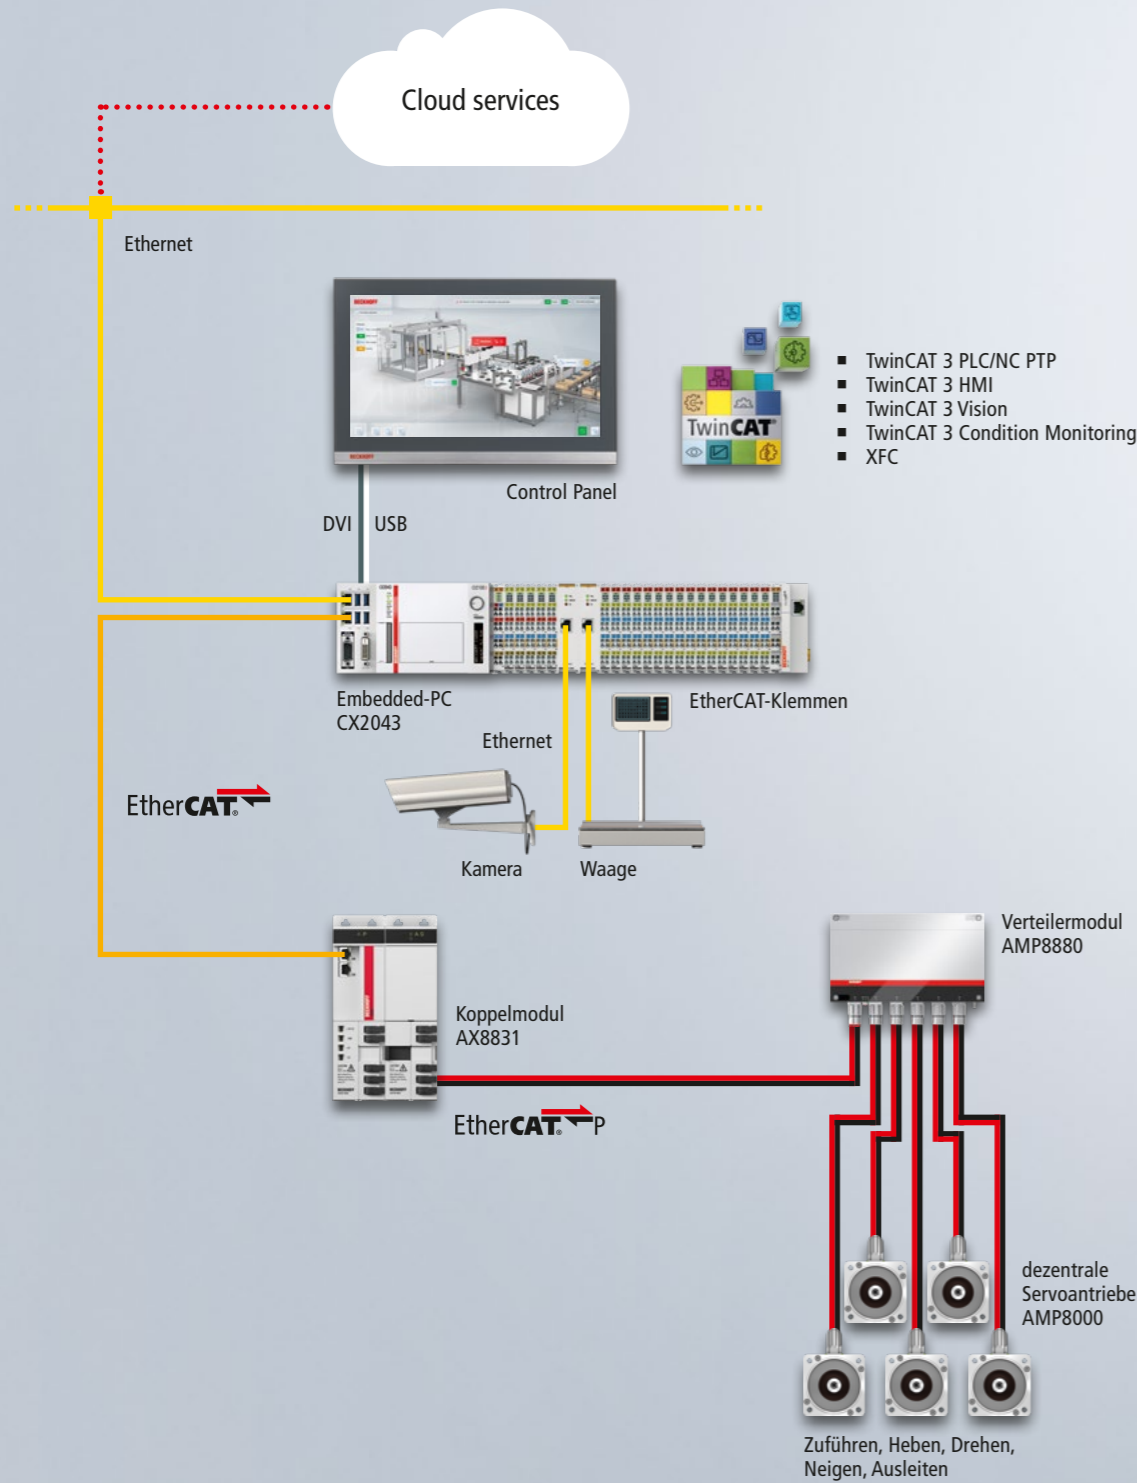 Cloud services
Ethernet
BECKHOFF
BECKHOFF
Control Panel
TwinCAT®
■ TwinCAT 3 PLC/NC PTP
■ TwinCAT 3 HMI
■ TwinCAT 3 Vision
■ TwinCAT 3 Condition Monitoring
■ XFC
DVI
USB
Embedded-PC
CX2043
EtherCAT-Klemmen
Ethernet
EtherCAT®
Kamera
Waage
Verteilermodul
AMP8880
Koppelmodul
AX8831
EtherCAT® P
dezentrale
Servoantriebe
AMP8000
Zuführen, Heben, Drehen,
Neigen, Ausleiten